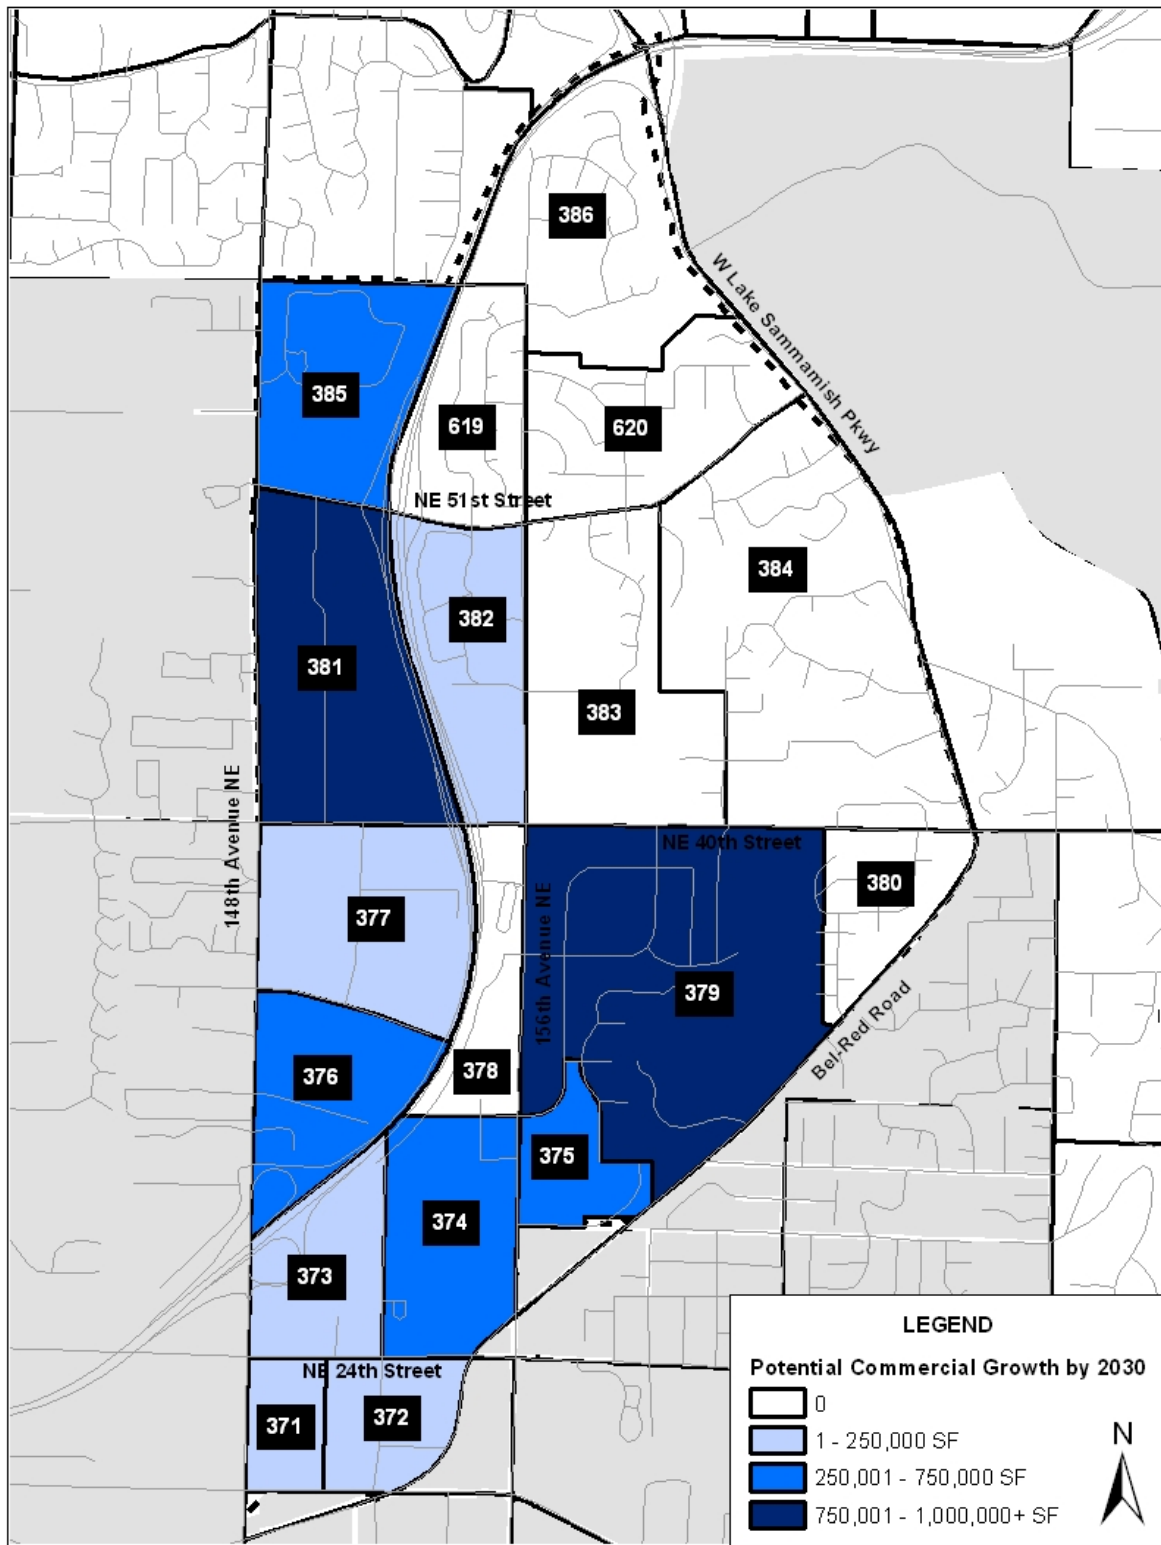 386
W Lake Sammamish Pkwy
385
619
620
NE 51st Street
384
382
381
383
148th Avenue NE
NE 40th Street
380
377
156th Avenue NE
379
Bel-Red Road
378
376
375
374
373
NE 24th Street
371
372
LEGEND
Potential Commercial Growth by 2030
0
1 - 250,000 SF
250,001 - 750,000 SF
750,001 - 1,000,000+ SF
N